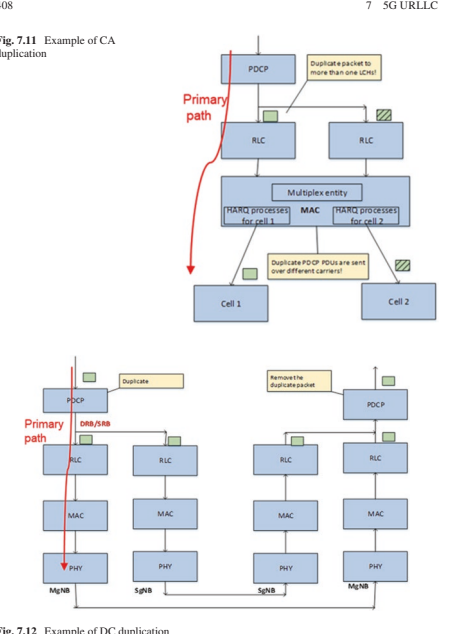 408
7 5G URLLC
Fig. 7.11 Example of CA
duplication
PDCP
Duplicate packet to
more than one LCHs!
Primary
path
RLC
RLC
Multiplex entity
MAC
HARQ processes
for cell 1
HARQ processes
for cell 2
Duplicate PDCP PDUs are sent
over different carriers!
Cell 1
Cell 2
Duplicate
Remove the
duplicate packet
PDCP
PDCP
Primary
path
DRB/SRB
RLC
RLC
RLC
RLC
MAC
MAC
MAC
MAC
PHY
PHY
PHY
PHY
MgNB
SgNB
SgNB
MgNB
Fig. 7.12 Example of DC duplication